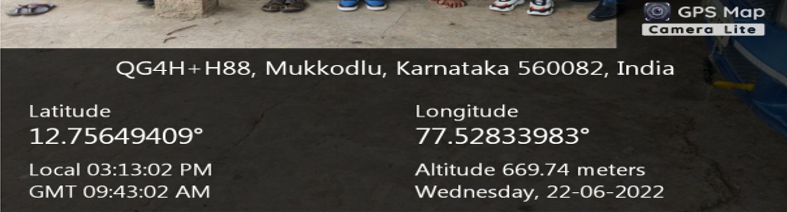 GPS Map
Camera Lite
QG4H+H88, Mukkodlu, Karnataka 560082, India
Latitude
12.75649409°
Longitude
77.52833983°
Local 03:13:02 PM
GMT 09:43:02 AM
Altitude 669.74 meters
Wednesday, 22-06-2022